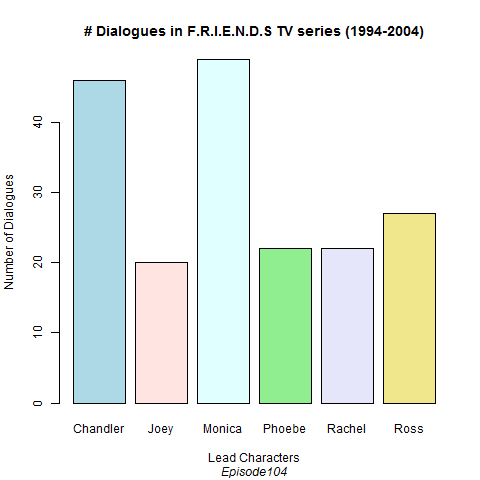 # Dialogues in F.R.I.E.N.D.S TV series (1994-2004)
Number of Dialogues
40
30
20
10
0
Chandler Joey Monica Phoebe Rachel Ross
Lead Characters
Episode104